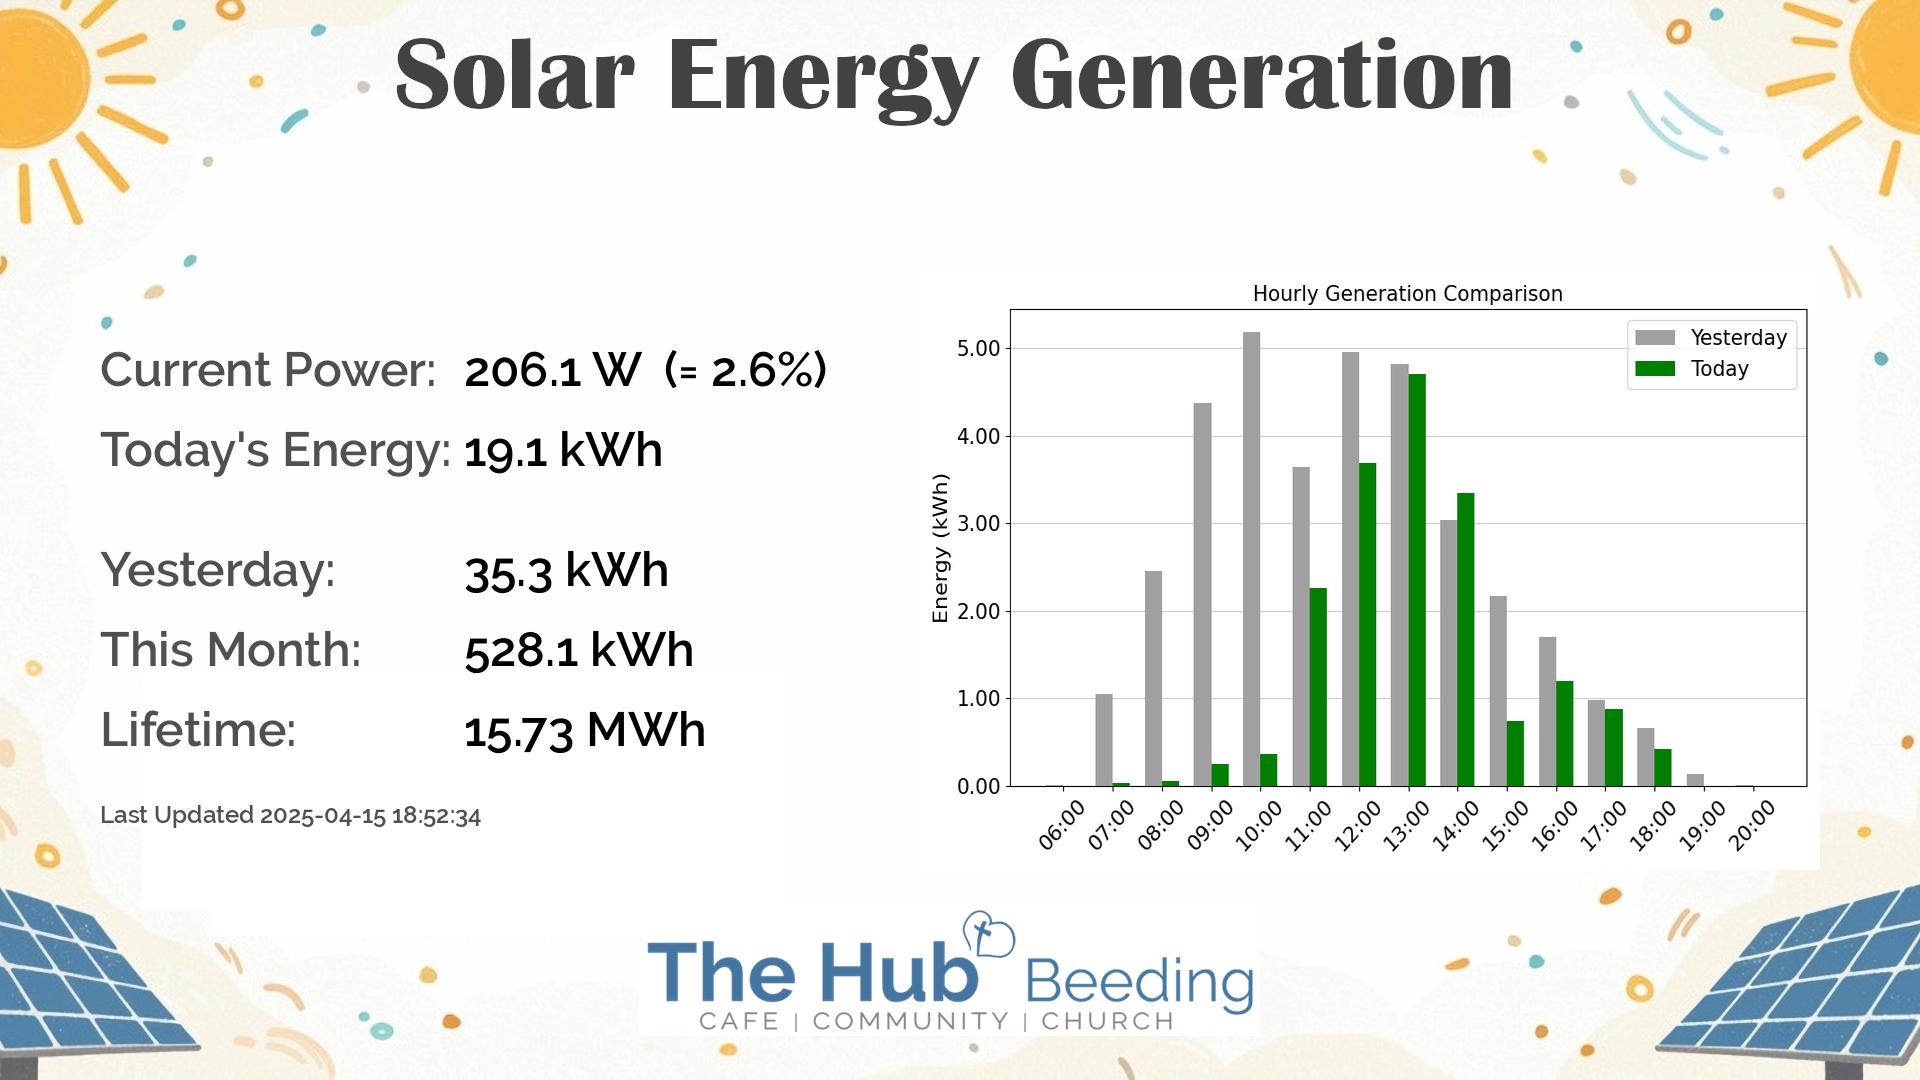 Solar Energy Generation
Current Power: 206.1 W (= 2.6%)
Today's Energy: 19.1 kWh
Yesterday: 35.3 kWh
This Month: 528.1 kWh
Lifetime: 15.73 MWh
Last Updated 2025-04-15 18:52:34
Hourly Generation Comparison
Yesterday
Today
Energy (kWh)
5.00
4.00
3.00
2.00
1.00
0.00
06:00 07:00 08:00 09:00 10:00 11:00 12:00 13:00 14:00 15:00 16:00 17:00 18:00 19:00 20:00
The Hub Beeding
CAFE | COMMUNITY | CHURCH